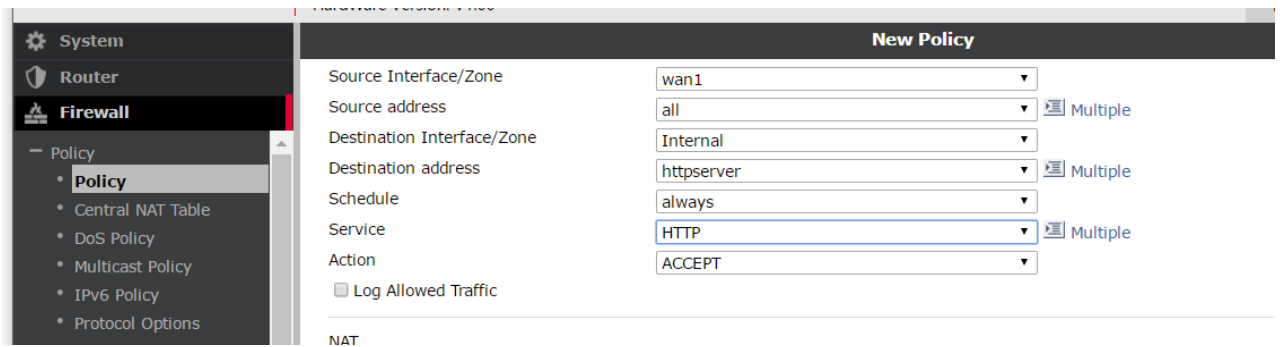 System
Router
Firewall
Policy
Policy
Central NAT Table
DoS Policy
Multicast Policy
IPv6 Policy
Protocol Options
New Policy
Source Interface/Zone wan1
Source address all Multiple
Destination Interface/Zone Internal
Destination address httpserver Multiple
Schedule always
Service HTTP Multiple
Action ACCEPT
Log Allowed Traffic
NAT